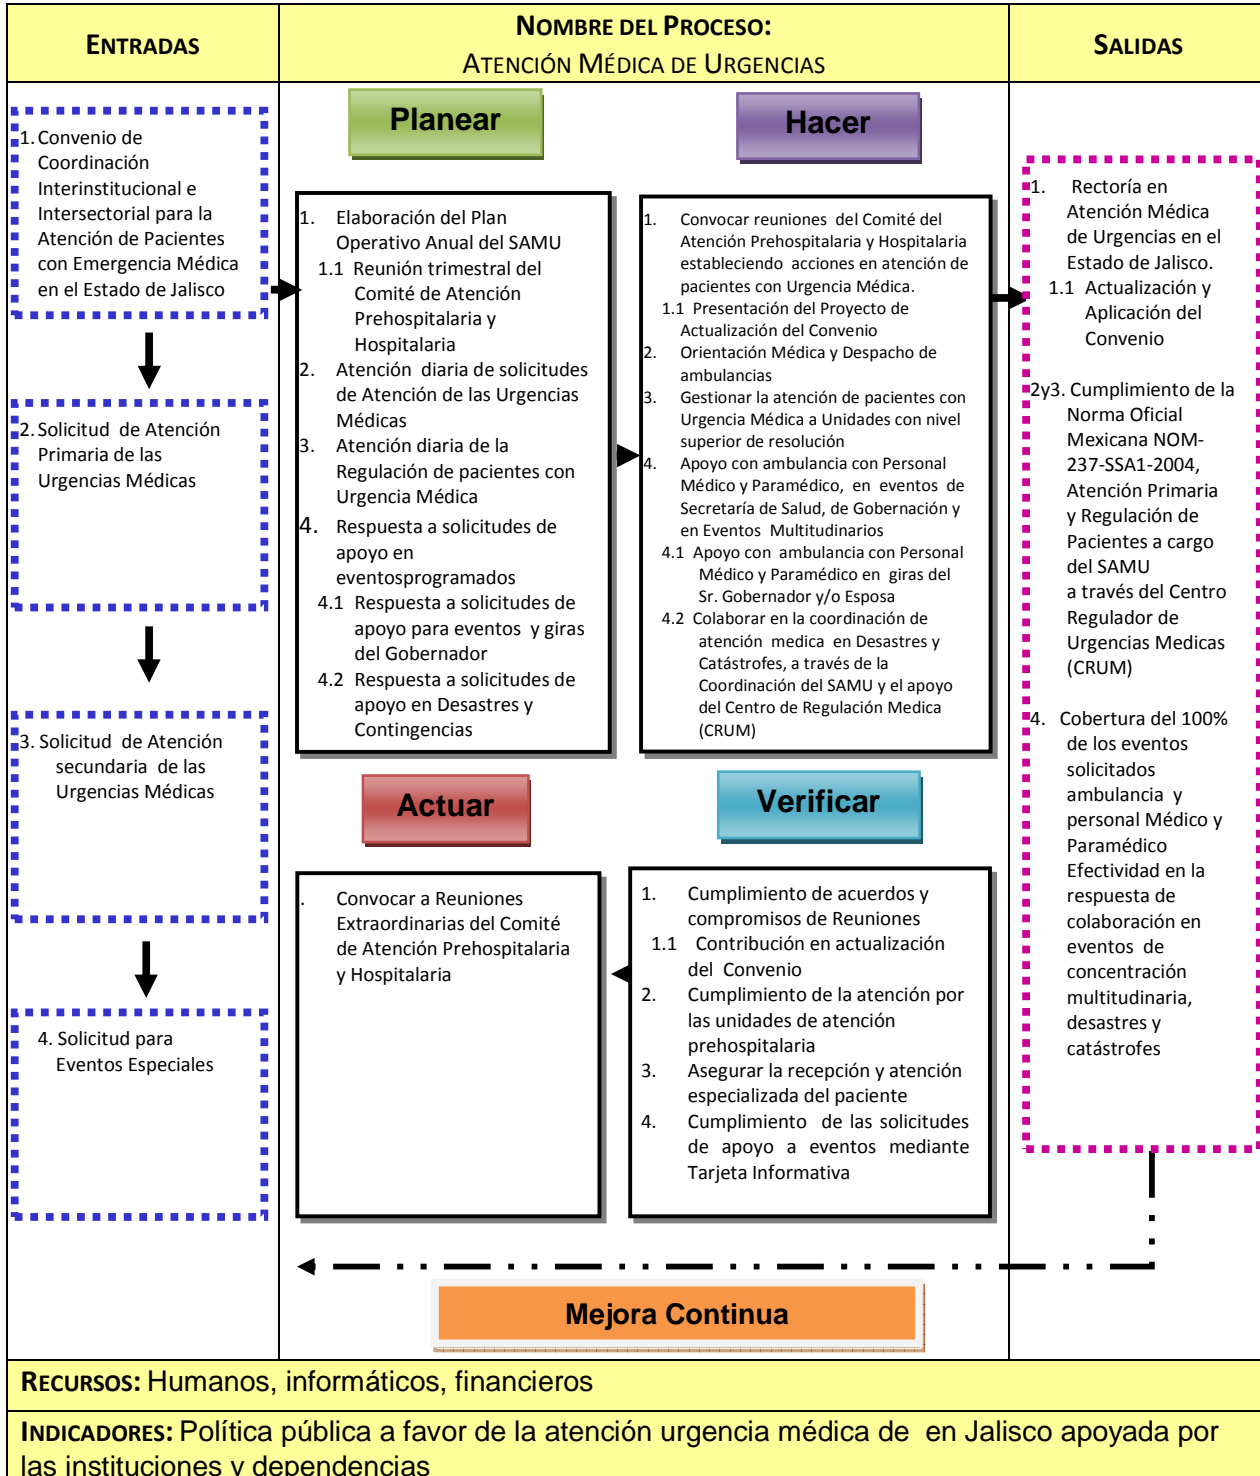 ENTRADAS
NOMBRE DEL PROCESO:
ATENCIÓN MÉDICA DE URGENCIAS
SALIDAS
1. Convenio de
Coordinación
Interinstitucional e
Intersectorial para la
Atención de Pacientes
con Emergencia Médica
en el Estado de Jalisco
2. Solicitud de Atención
Primaria de las
Urgencias Médicas
3. Solicitud de Atención
secundaria de las
Urgencias Médicas
4. Solicitud para
Eventos Especiales
Planear
1. Elaboración del Plan
Operativo Anual del SAMU
1.1 Reunión trimestral del
Comité de Atención
Prehospitalaria y
Hospitalaria
2. Atención diaria de solicitudes
de Atención de las Urgencias
Médicas
3. Atención diaria de la
Regulación de pacientes con
Urgencia Médica
4. Respuesta a solicitudes de
apoyo en
eventosprogramados
4.1 Respuesta a solicitudes de
apoyo para eventos y giras
del Gobernador
4.2 Respuesta a solicitudes de
apoyo en Desastres y
Contingencias
Hacer
1. Convocar reuniones del Comité del
Atención Prehospitalaria y Hospitalaria
estableciendo acciones en atención de
pacientes con Urgencia Médica.
1.1 Presentación del Proyecto de
Actualización del Convenio
2. Orientación Médica y Despacho de
ambulancias
3. Gestionar la atención de pacientes con
Urgencia Médica a Unidades con nivel
superior de resolución
4. Apoyo con ambulancia con Personal
Médico y Paramédico, en eventos de
Secretaría de Salud, de Gobernación y
en Eventos Multitudinarios
4.1 Apoyo con ambulancia con Personal
Médico y Paramédico en giras del
Sr. Gobernador y/o Esposa
4.2 Colaborar en la coordinación de
atención medica en Desastres y
Catástrofes, a través de la
Coordinación del SAMU y el apoyo
del Centro de Regulación Medica
(CRUM)
Actuar
. Convocar a Reuniones
Extraordinarias del Comité
de Atención Prehospitalaria
y Hospitalaria
Verificar
1. Cumplimiento de acuerdos y
compromisos de Reuniones
1.1 Contribución en actualización
del Convenio
2. Cumplimiento de la atención por
las unidades de atención
prehospitalaria
3. Asegurar la recepción y atención
especializada del paciente
4. Cumplimiento de las solicitudes
de apoyo a eventos mediante
Tarjeta Informativa
1. Rectoría en
Atención Médica
de Urgencias en el
Estado de Jalisco.
1.1 Actualización y
Aplicación del
Convenio
2y3. Cumplimiento de la
Norma Oficial
Mexicana NOM-
237-SSA1-2004,
Atención Primaria
y Regulación de
Pacientes a cargo
del SAMU
a través del Centro
Regulador de
Urgencias Medicas
(CRUM)
4. Cobertura del 100%
de los eventos
solicitados
ambulancia y
personal Médico y
Paramédico
Efectividad en la
respuesta de
colaboración en
eventos de
concentración
multitudinaria,
desastres y
catástrofes
Mejora Continua
RECURSOS: Humanos, informáticos, financieros
INDICADORES: Política pública a favor de la atención urgencia médica de en Jalisco apoyada por
las instituciones y dependencias